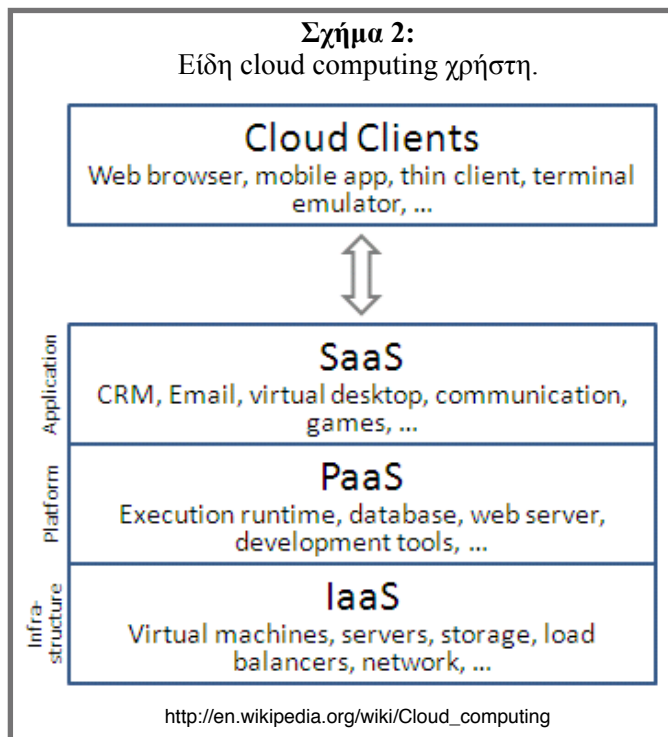 Σχήμα 2:
Είδη cloud computing χρήστη.
Cloud Clients
Web browser, mobile app, thin client, terminal
emulator, ...
Application
SaaS
CRM, Email, virtual desktop, communication,
games, ...
Platform
PaaS
Execution runtime, database, web server,
development tools, ...
Infra-
structure
IaaS
Virtual machines, servers, storage, load
balancers, network, ...
http://en.wikipedia.org/wiki/Cloud_computing